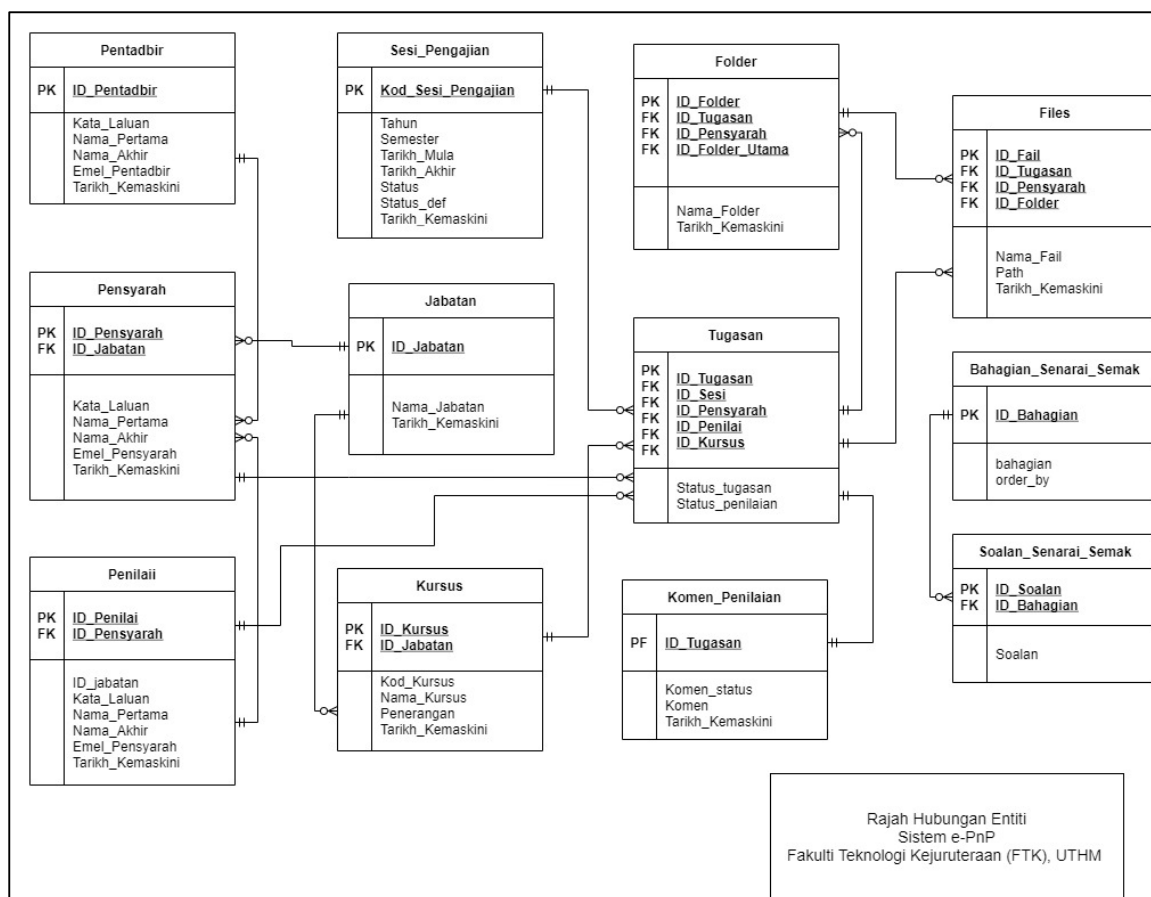 Pentadbir
PK ID_Pentadbir
Kata_Laluan
Nama_Pertama
Nama_Akhir
Emel_Pentadbir
Tarikh_Kemaskini
Sesi_Pengajian
PK Kod_Sesi_Pengajian
Tahun
Semester
Tarikh_Mula
Tarikh_Akhir
Status
Status_def
Tarikh_Kemaskini
Folder
PK ID_Folder
FK ID_Tugasan
FK ID_Pensyarah
FK ID_Folder_Utama
Nama_Folder
Tarikh_Kemaskini
Files
PK ID_Fail
FK ID_Tugasan
FK ID_Pensyarah
FK ID_Folder
Nama_Fail
Path
Tarikh_Kemaskini
Pensyarah
PK ID_Pensyarah
FK ID_Jabatan
Kata_Laluan
Nama_Pertama
Nama_Akhir
Emel_Pensyarah
Tarikh_Kemaskini
Jabatan
PK ID_Jabatan
Nama_Jabatan
Tarikh_Kemaskini
Tugasan
PK
FK ID_Tugasan
FK ID_Sesi
FK ID_Pensyarah
FK ID_Penilai
FK ID_Kursus
Status_tugasan
Status_penilaian
Bahagian_Senarai_Semak
PK ID_Bahagian
bahagian
order_by
Penilaii
PK ID_Penilai
FK ID_Pensyarah
ID_jabatan
Kata_Laluan
Nama_Pertama
Nama_Akhir
Emel_Pensyarah
Tarikh_Kemaskini
Kursus
PK ID_Kursus
FK ID_Jabatan
Kod_Kursus
Nama_Kursus
Penerangan
Tarikh_Kemaskini
Komen_Penilaian
PF ID_Tugasan
Komen_status
Komen
Tarikh_Kemaskini
Soalan_Senarai_Semak
PK ID_Soalan
FK ID_Bahagian
Soalan
Rajah Hubungan Entiti
Sistem e-PnP
Fakulti Teknologi Kejuruteraan (FTK), UTHM